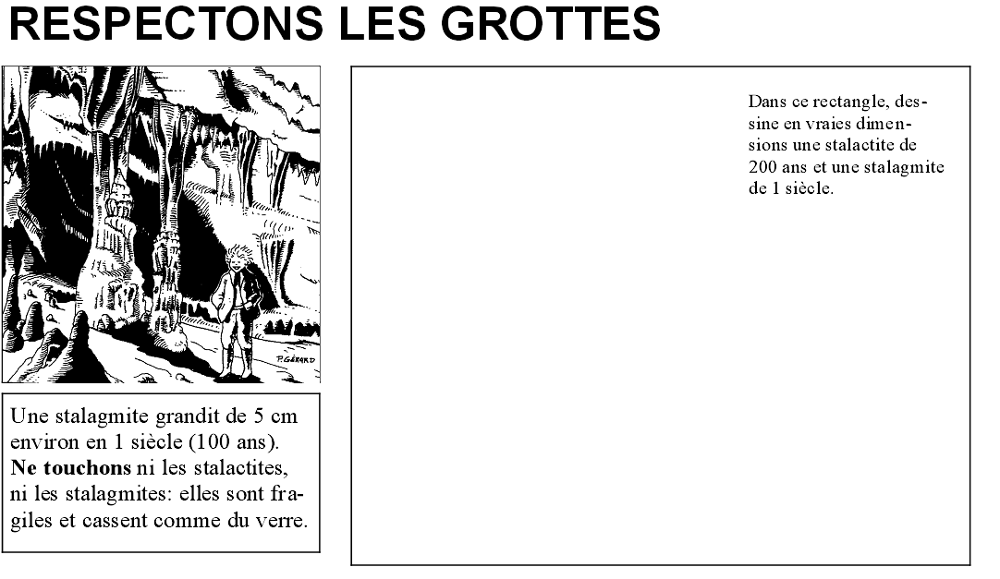 RESPECTONS LES GROTTES
Dans ce rectangle, des-
sine en vraies dimen-
sions une stalactite de
200 ans et une stalagmite
de 1 siècle.
P. GÉRARD
Une stalagmite grandit de 5 cm
environ en 1 siècle (100 ans).
Ne touchons ni les stalactites,
ni les stalagmites: elles sont fra-
giles et cassent comme du verre.